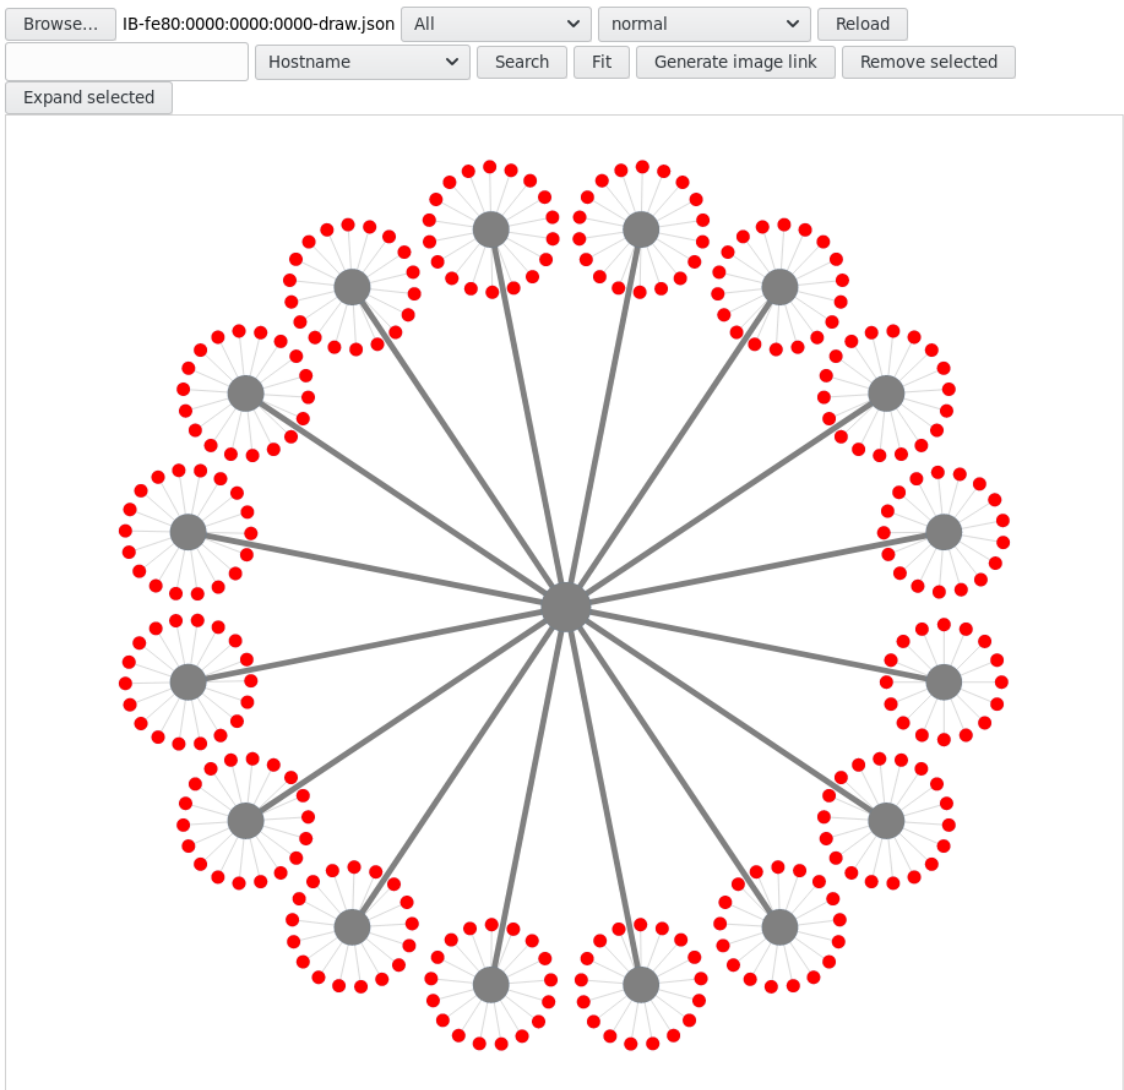 Browse... IB-fe80:0000:0000:0000-draw.json All normal Reload
Hostname Search Fit Generate image link Remove selected
Expand selected